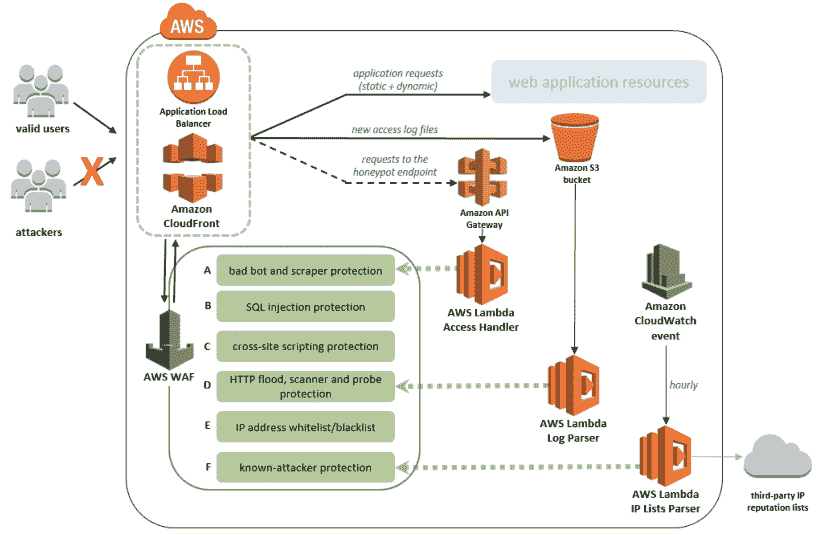 AWS
valid users
attackers
Application Load
Balancer
Amazon
CloudFront
application requests
(static + dynamic)
web application resources
new access log files
requests to the
honeypot endpoint
Amazon S3
bucket
Amazon API
Gateway
AWS Lambda
Access Handler
Amazon
CloudWatch
event
hourly
AWS WAF
A bad bot and scraper protection
B SQL injection protection
C cross-site scripting protection
D HTTP flood, scanner and probe
protection
E IP address whitelist/blacklist
F known-attacker protection
AWS Lambda
Log Parser
AWS Lambda
IP Lists Parser
third-party IP
reputation lists